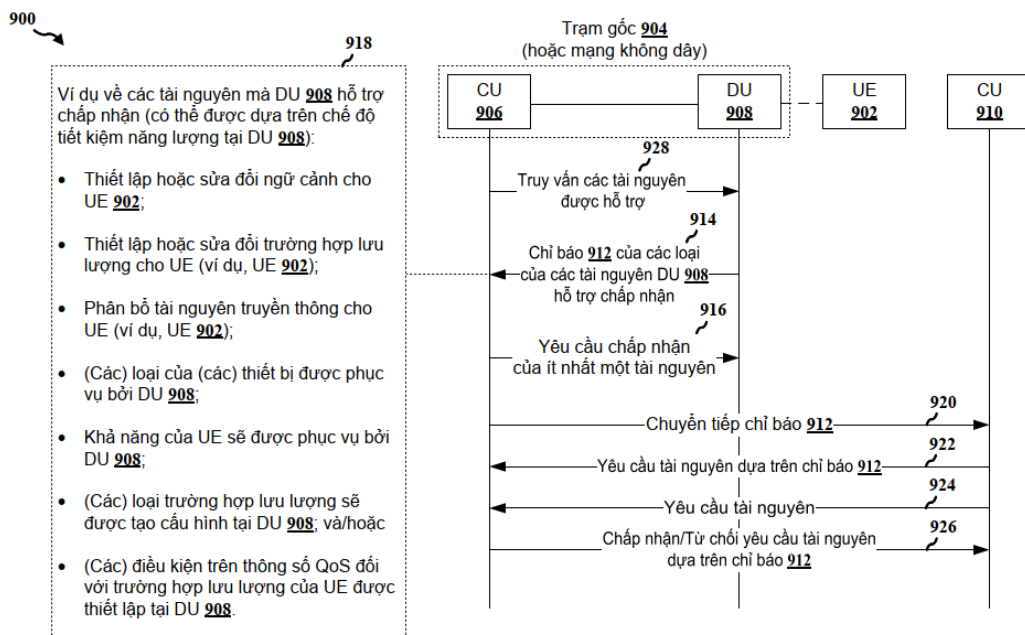 900
918
Ví dụ về các tài nguyên mà DU 908 hỗ trợ
chấp nhận (có thể được dựa trên chế độ
tiết kiệm năng lượng tại DU 908):
• Thiết lập hoặc sửa đổi ngữ cảnh cho
UE 902;
• Thiết lập hoặc sửa đổi trường hợp lưu
lượng cho UE (ví dụ, UE 902);
• Phân bổ tài nguyên truyền thông cho
UE (ví dụ, UE 902);
• (Các) loại của (các) thiết bị được phục
vụ bởi DU 908;
• Khả năng của UE sẽ được phục vụ bởi
DU 908;
• (Các) loại trường hợp lưu lượng sẽ
được tạo cấu hình tại DU 908; và/hoặc
• (Các) điều kiện trên thông số QoS đối
với trường hợp lưu lượng của UE được
thiết lập tại DU 908.
Trạm gốc 904
(hoặc mạng không dây)
CU
906
DU
908
UE
902
CU
910
928
Truy vấn các tài nguyên
được hỗ trợ
914
Chỉ báo 912 của các loại
của các tài nguyên DU 908
hỗ trợ chấp nhận
916
Yêu cầu chấp nhận
của ít nhất một tài nguyên
920
Chuyển tiếp chỉ báo 912
922
Yêu cầu tài nguyên dựa trên chỉ báo 912
924
Yêu cầu tài nguyên
926
Chấp nhận/Từ chối yêu cầu tài nguyên
dựa trên chỉ báo 912